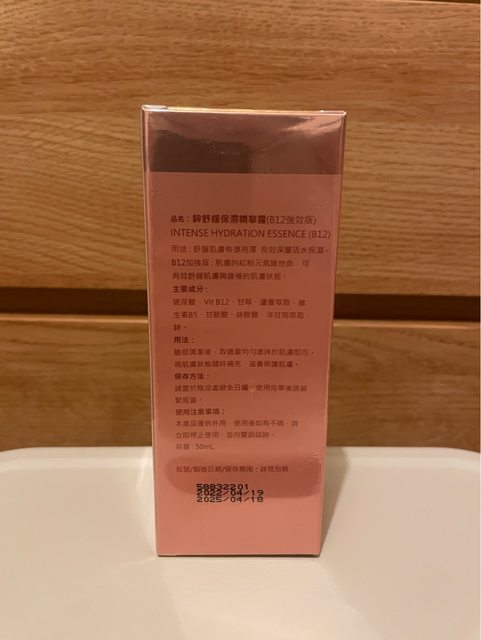 品名：鋅舒緩保濕精華露(B12強效版)
INTENSE HYDRATION ESSENCE (B12)
用途：舒緩肌膚恢復亮澤 長效深層活水保濕。
B12加強版：肌膚的紅粉元氣維他命，可
有效舒緩肌膚與疲倦的肌膚狀態。
主要成分：
玻尿酸、Vit B12、甘草、蘆薈萃取、維
生素B5、甘胺酸、絲胺酸、洋甘菊萃取、
鋅。
用法：
臉部清潔後，取適量均勻塗抹於肌膚即可。
視肌膚狀態隨時補充，滋養保護肌膚。
保存方法：
請置於陰涼處避免日曬，使用完畢後請鎖
緊瓶蓋。
使用注意事項：
本產品僅供外用，使用後如有不適，請
立即停止使用，並向醫師諮詢。
容量：50mL
批號/製造日期/保存期限：詳見包裝
50032201
2022/04/19
2025/04/18